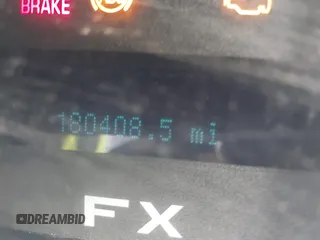 BRAKE
180408.5 mi
FX
DREAMBID